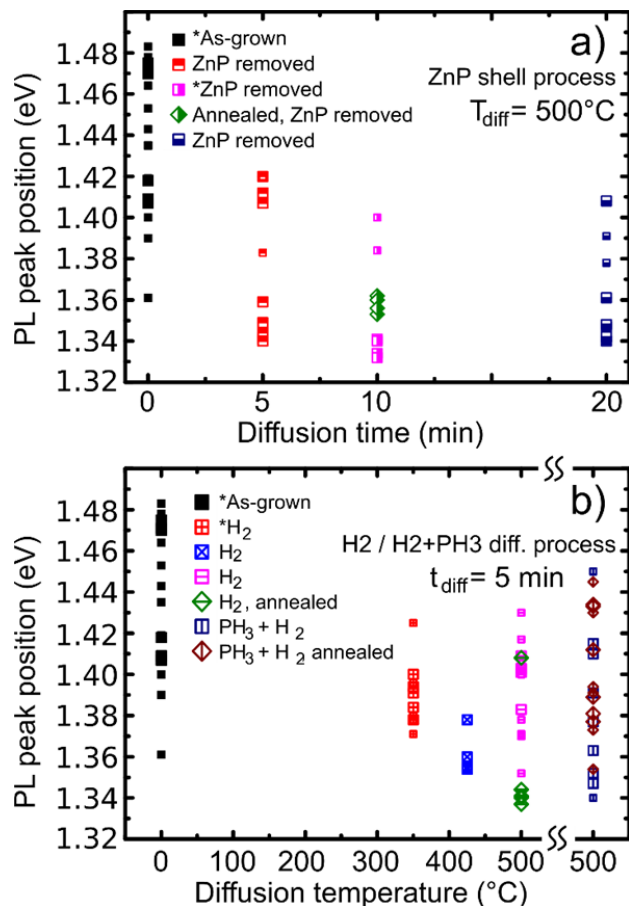 a)
*As-grown
ZnP removed
*ZnP removed
Annealed, ZnP removed
ZnP removed
ZnP shell process
Tdiff= 500°C
PL peak position (eV)
1.48
1.46
1.44
1.42
1.40
1.38
1.36
1.34
1.32
0 5 10 20
Diffusion time (min)
b)
*As-grown
*H2
H2
H2
H2, annealed
PH3 + H2
PH3 + H2 annealed
H2 / H2+PH3 diff. process
tdiff= 5 min
PL peak position (eV)
1.48
1.46
1.44
1.42
1.40
1.38
1.36
1.34
1.32
0 100 200 300 400 500 500
Diffusion temperature (°C)